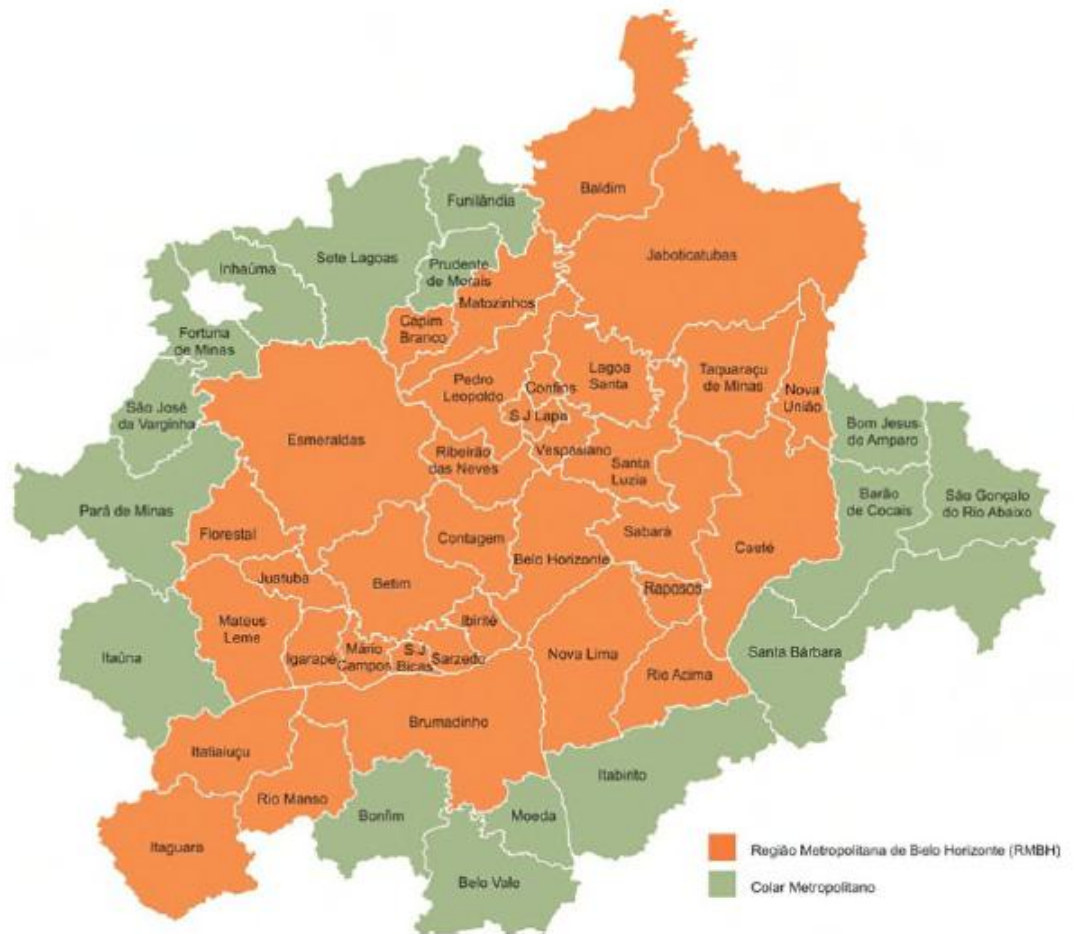 Baldim
Funilândia
Jaboticatubas
Sete Lagoas
Inhaúma
Prudente
de Morais
Matozinhos
Capim
Branco
Fortuna
de Minas
Lagoa
Santa
Taquaraçu
de Minas
Pedro
Leopoldo
Confins
Nova
União
São José
da Varginha
S J Lapa
Bom Jesus
do Amparo
Esmeraldas
Vespasiano
Ribeirão
das Neves
Santa
Luzia
Barão
de Cocais
São Gonçalo
do Rio Abaixo
Pará de Minas
Florestal
Contagem
Sabará
Belo Horizonte
Caeté
Juatuba
Betim
Raposos
Mateus
Leme
Ibirité
Itaúna
Igarapé
Mário
Campos
S J
Bicas
Sarzedo
Nova Lima
Santa Bárbara
Rio Acima
Brumadinho
Itatiaiuçu
Itabirito
Rio Manso
Bonfim
Moeda
Itaguara
Belo Vale
Região Metropolitana de Belo Horizonte (RMBH)
Colar Metropolitano